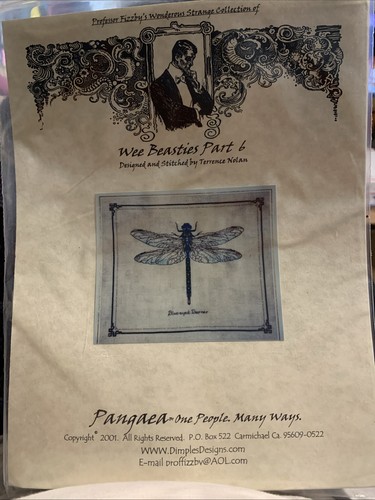 Professor Fizzby's Wonderous Strange Collection of
Wee Beasties Part 6
Designed and Stitched by Terrence Nolan
Pangaea - One People. Many Ways.
Copyright © 2001. All Rights Reserved. P.O. Box 522 Carmichael Ca. 95609-0522
WWW.DimplesDesigns.com
E-mail proffizzby@AOL.com